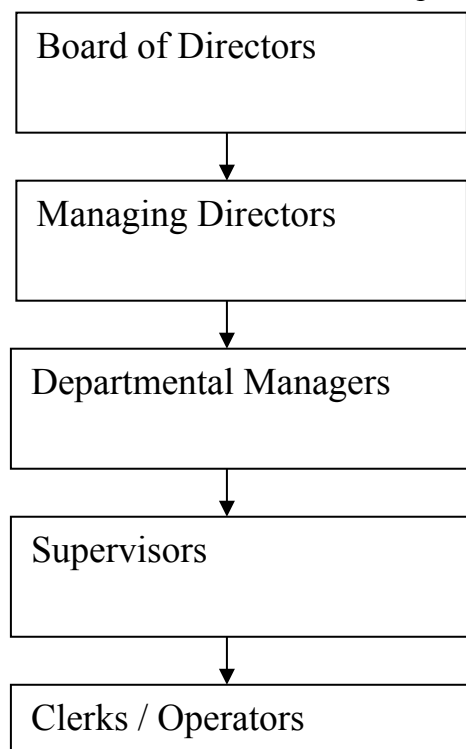 Board of Directors
Managing Directors
Departmental Managers
Supervisors
Clerks / Operators